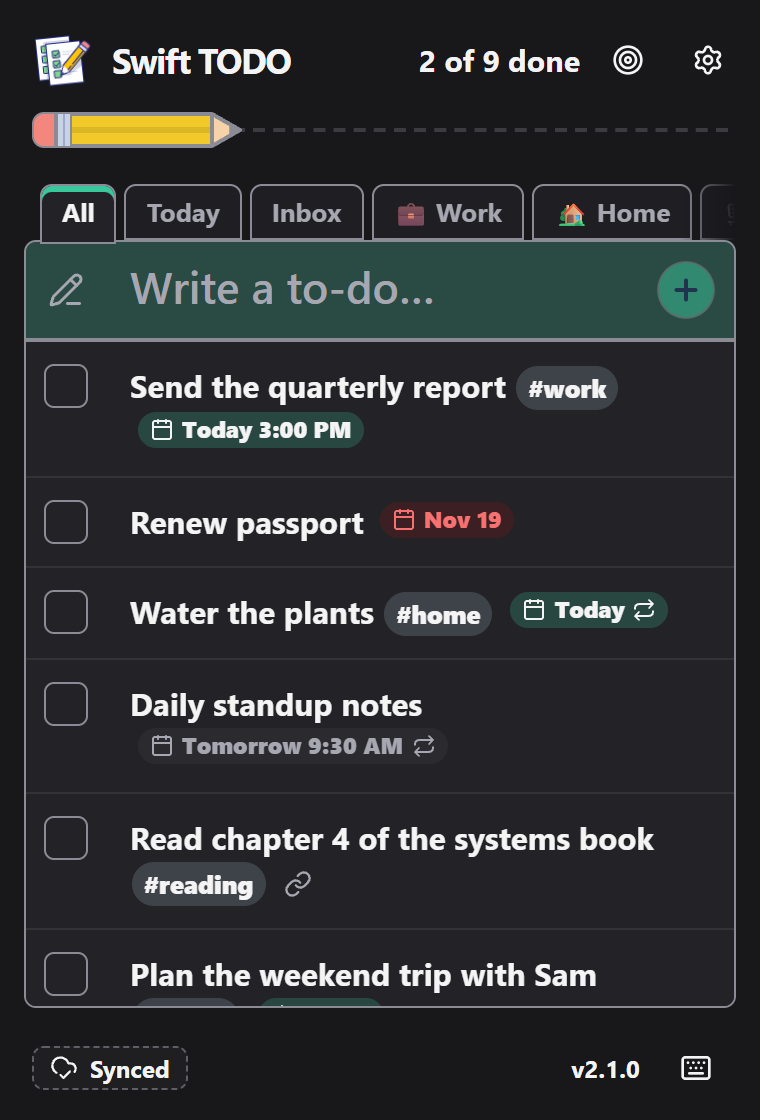 Swift TODO
2 of 9 done
All
Today
Inbox
Work
Home
Write a to-do...
Send the quarterly report #work
Today 3:00 PM
Renew passport Nov 19
Water the plants #home Today
Daily standup notes
Tomorrow 9:30 AM
Read chapter 4 of the systems book
#reading
Plan the weekend trip with Sam
Synced
v2.1.0